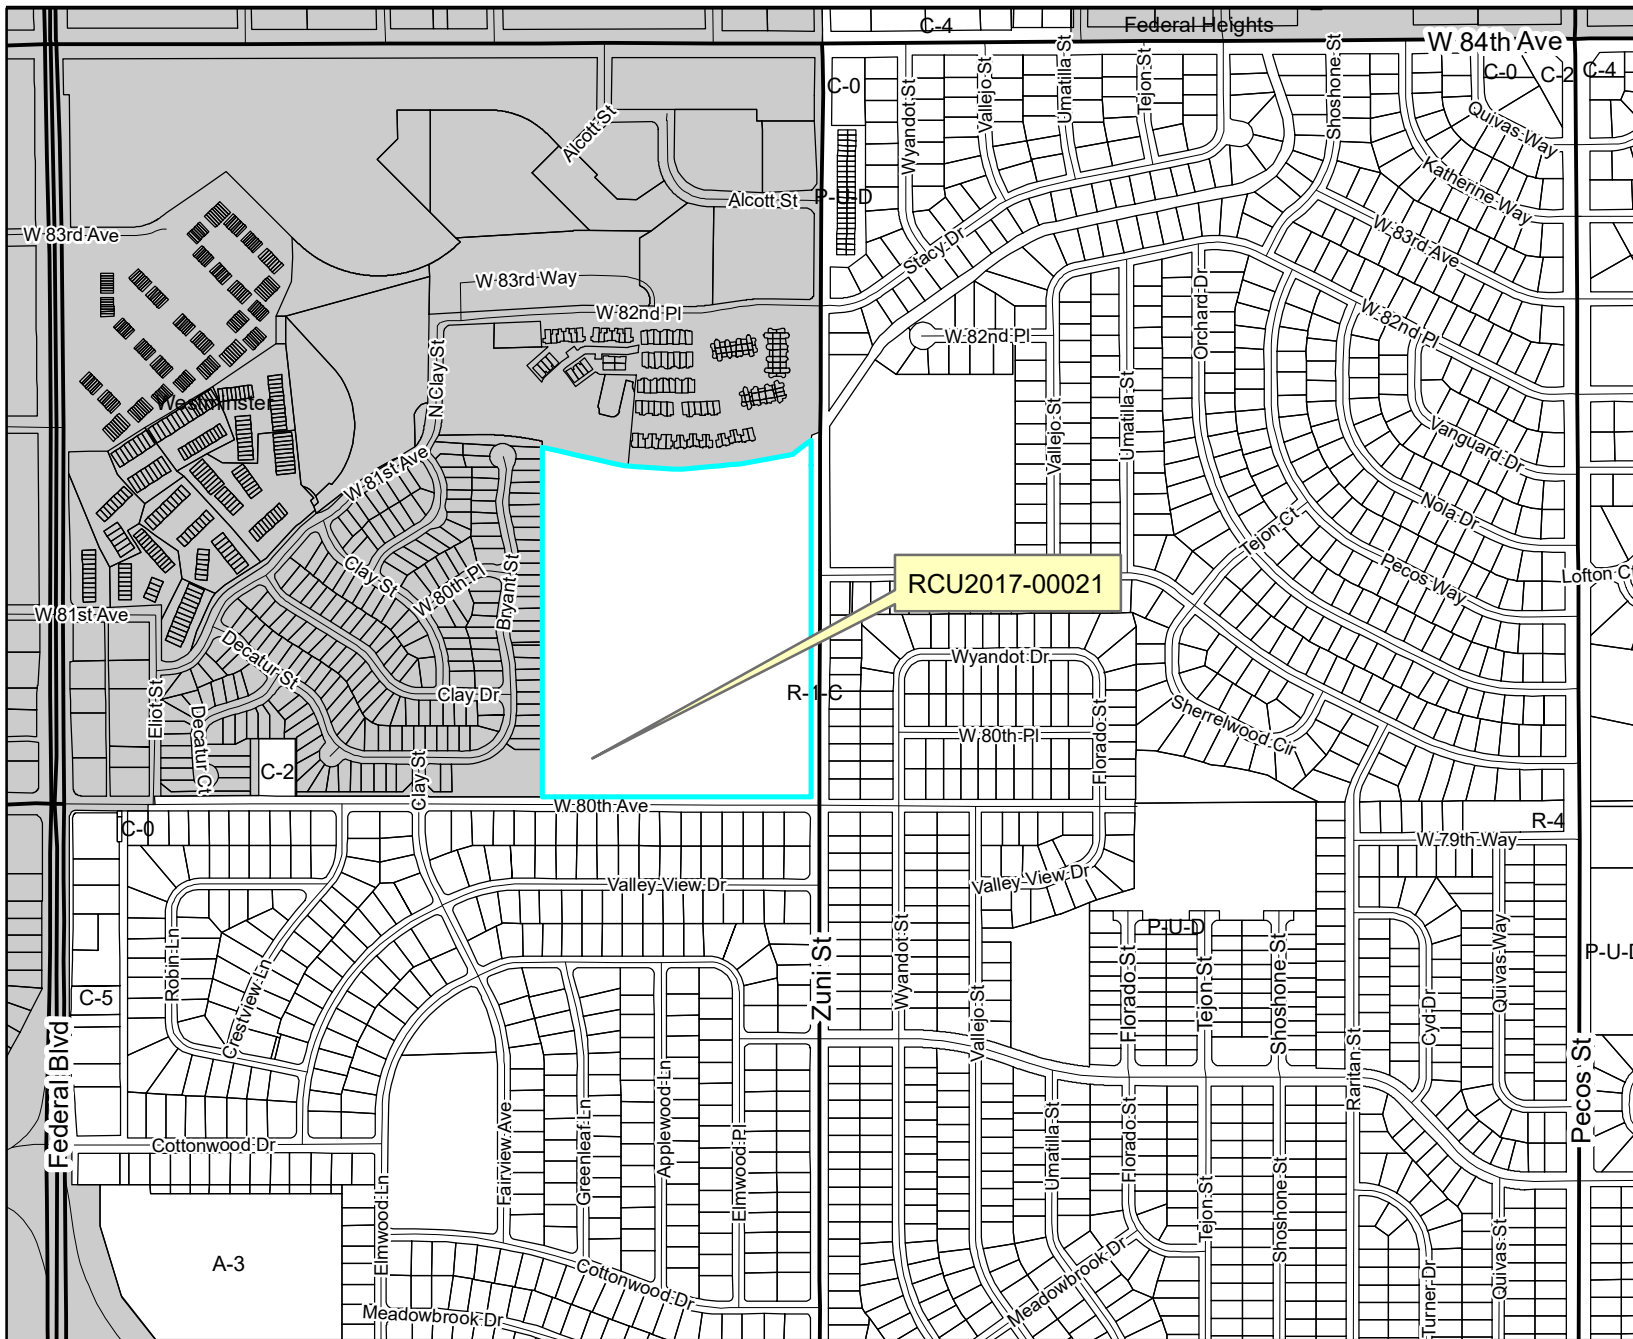 C-4
Federal Heights
W 84th Ave
C-0
C-2
C-4
C-0
Wyandot St
Vallejo St
Umatilla St
Tejon St
Shoshone St
Quivas Way
Alcott St
Katherine Way
Alcott St
P-U-D
W 83rd Ave
W 83rd Ave
Stacy Dr
W 83rd Way
Orchard Dr
W 82nd Pl
W 82nd Pl
W 82nd Pl
N Clay St
Westminster
Umatilla St
Vallejo St
Vanguard Dr
W 81st Ave
Nola Dr
Tejon Ct
Clay St
W 80th Pl
Bryant St
RCU2017-00021
Pecos Way
Lofton Ct
W 81st Ave
Decatur St
Wyandot Dr
Clay Dr
R-1-C
Eliot St
Decatur Ct
Florado St
Sherrelwood Cir
W 80th Pl
C-2
Clay St
W 80th Ave
C-0
R-4
W 79th Way
Valley View Dr
Valley View Dr
P-U-D
Robin Ln
Crestview Ln
Zuni St
Wyandot St
Vallejo St
Florado St
Tejon St
Shoshone St
Quivas Way
Cyd Dr
P-U-D
C-5
Federal Blvd
Raritan St
Pecos St
Cottonwood Dr
Fairview Ave
Greenleaf Ln
Applewood Ln
Elmwood Pl
Umatilla St
Florado St
Elmwood Ln
Tejon St
Shoshone St
Quivas St
A-3
Cottonwood Dr
Meadowbrook Dr
Meadowbrook Dr
Turner Dr